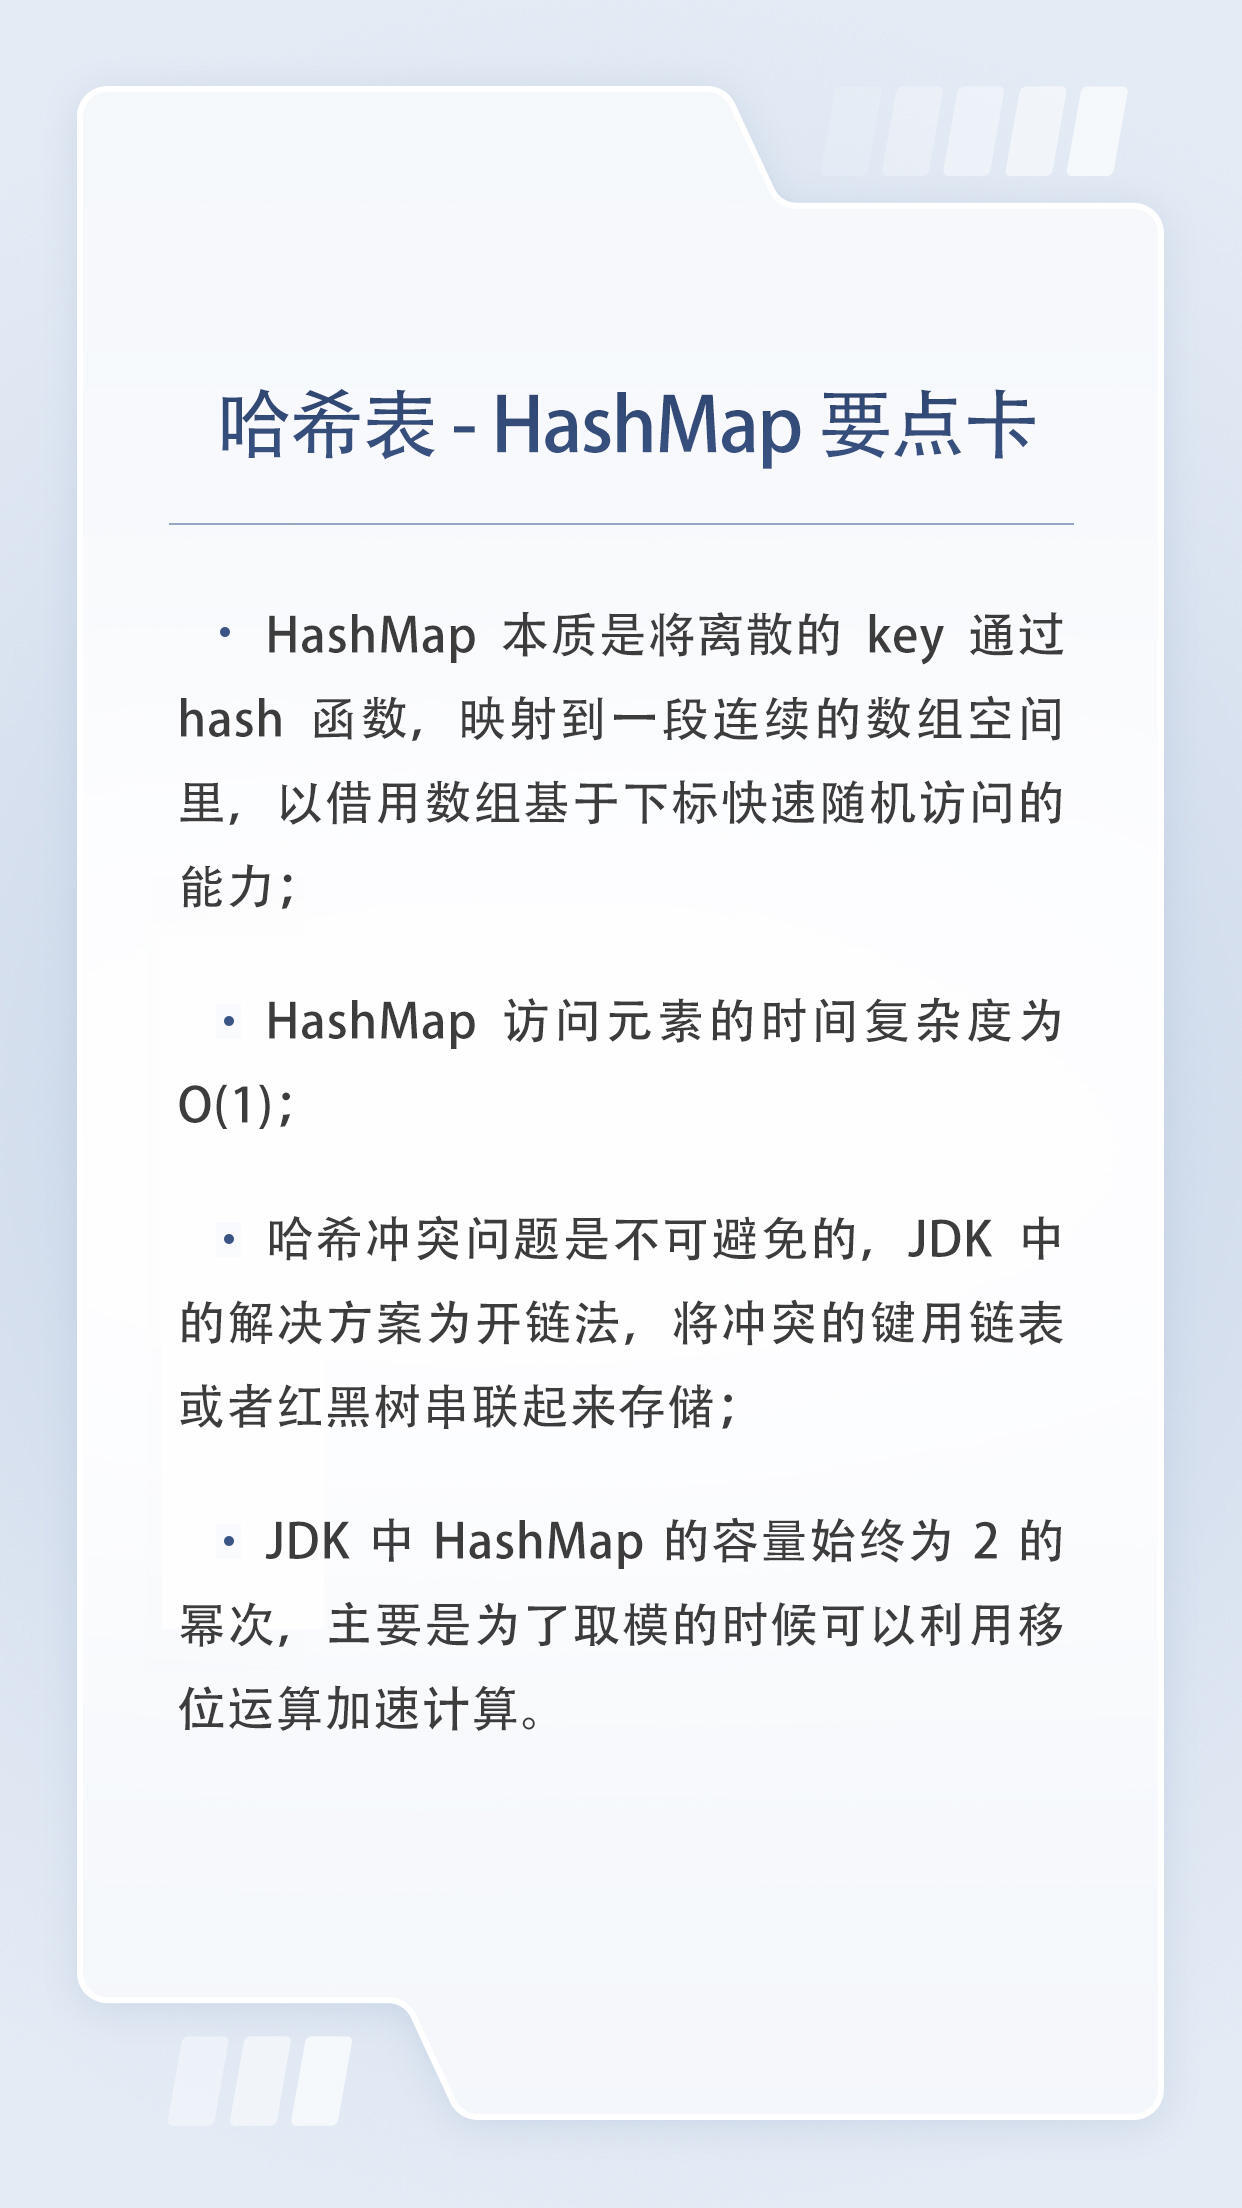 哈希表 - HashMap 要点卡
• HashMap 本质是将离散的 key 通过
hash 函数，映射到一段连续的数组空间
里，以借用数组基于下标快速随机访问的
能力；
• HashMap 访问元素的时间复杂度为
O(1)；
• 哈希冲突问题是不可避免的，JDK 中
的解决方案为开链法，将冲突的键用链表
或者红黑树串联起来存储；
• JDK 中 HashMap 的容量始终为 2 的
幂次，主要是为了取模的时候可以利用移
位运算加速计算。